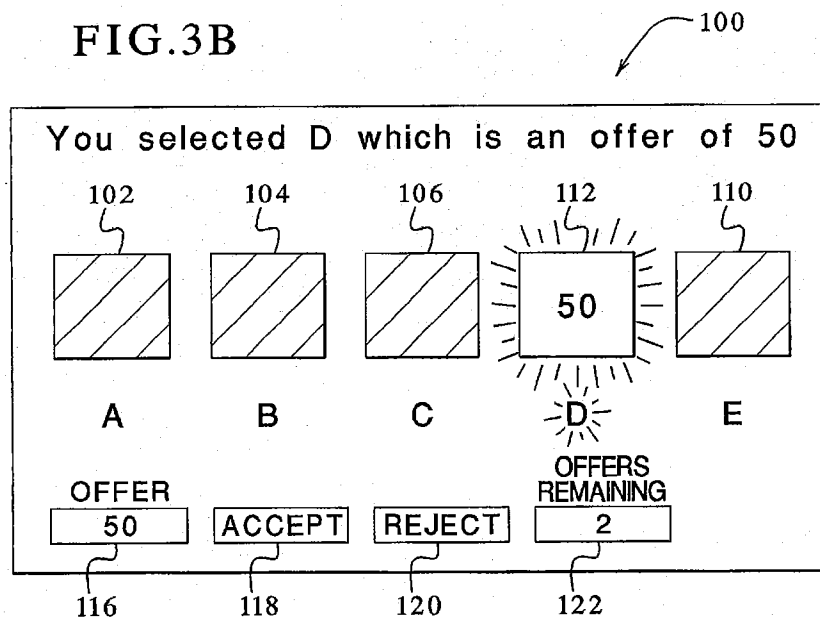 FIG.3B
100
You selected D which is an offer of 50
102 104 106 112 110
50
A B C D E
OFFER OFFERS REMAINING
50 ACCEPT REJECT 2
116 118 120 122